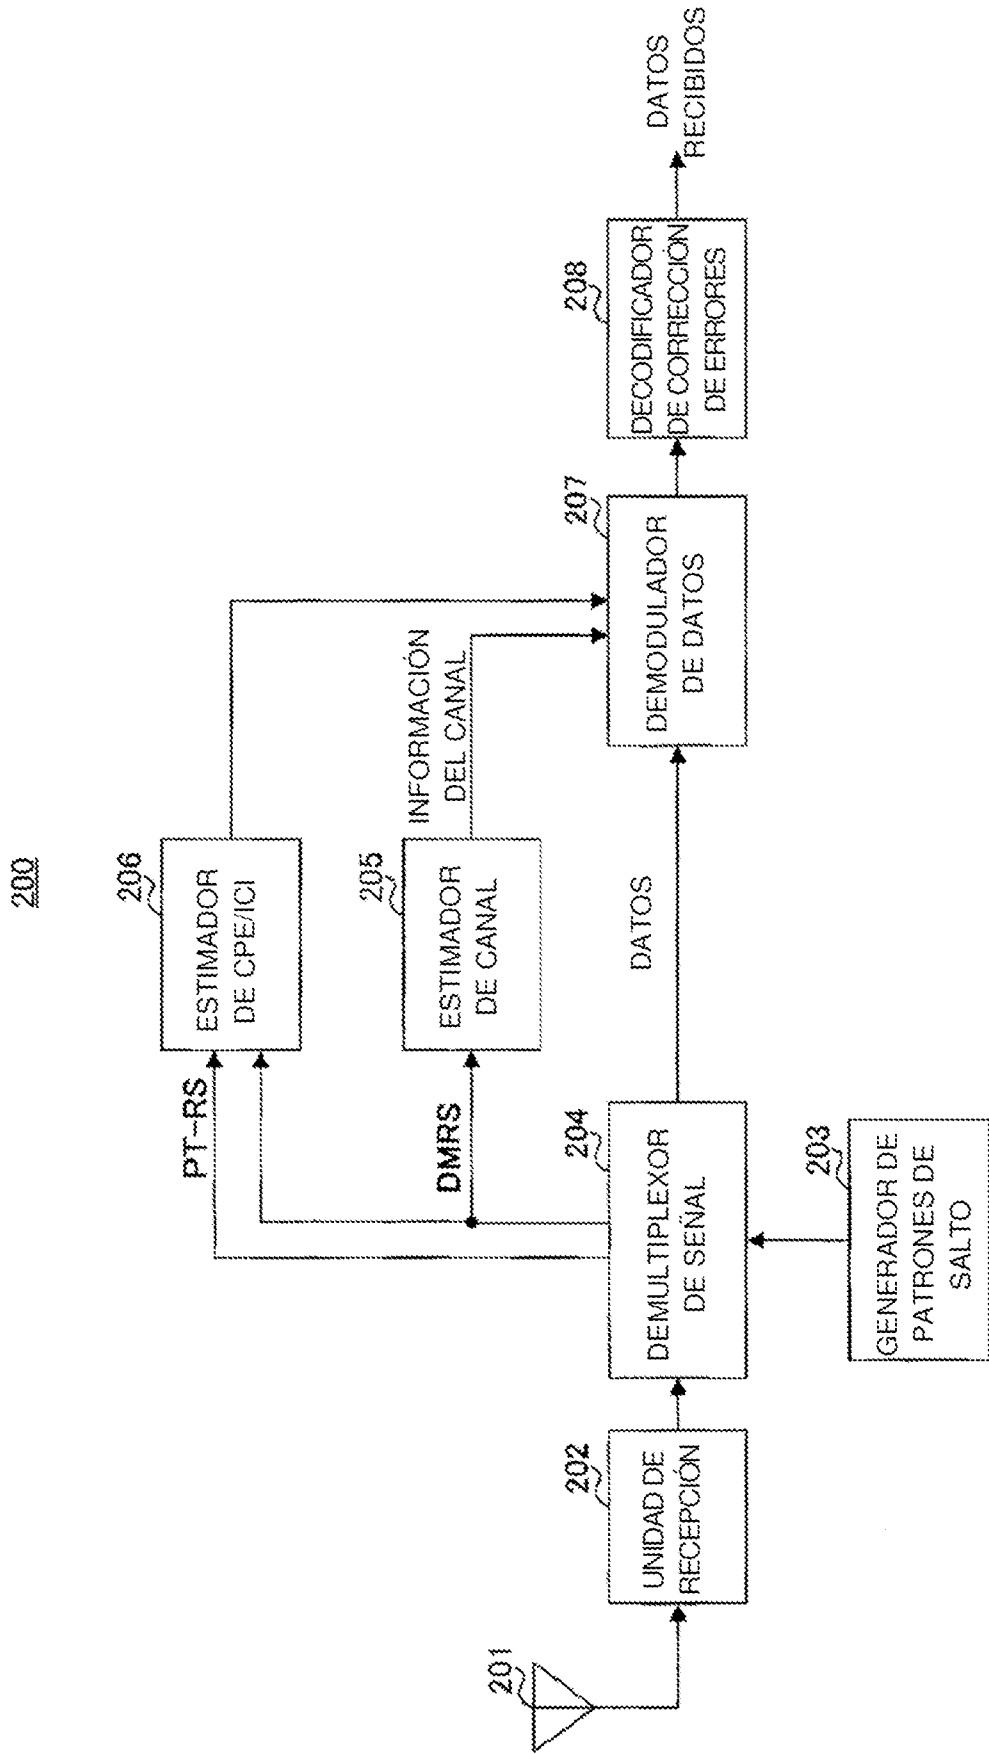 200
206
ESTIMADOR
DE CPE/ICI
PT-RS
205
ESTIMADOR
DE CANAL
DMRS
INFORMACIÓN
DEL CANAL
201
202
UNIDAD DE
RECEPCIÓN
204
DEMULTIPLEXOR
DE SEÑAL
DATOS
207
DEMODULADOR
DE DATOS
208
DECODIFICADOR
DE CORRECCIÓN
DE ERRORES
DATOS
RECIBIDOS
203
GENERADOR DE
PATRONES DE
SALTO